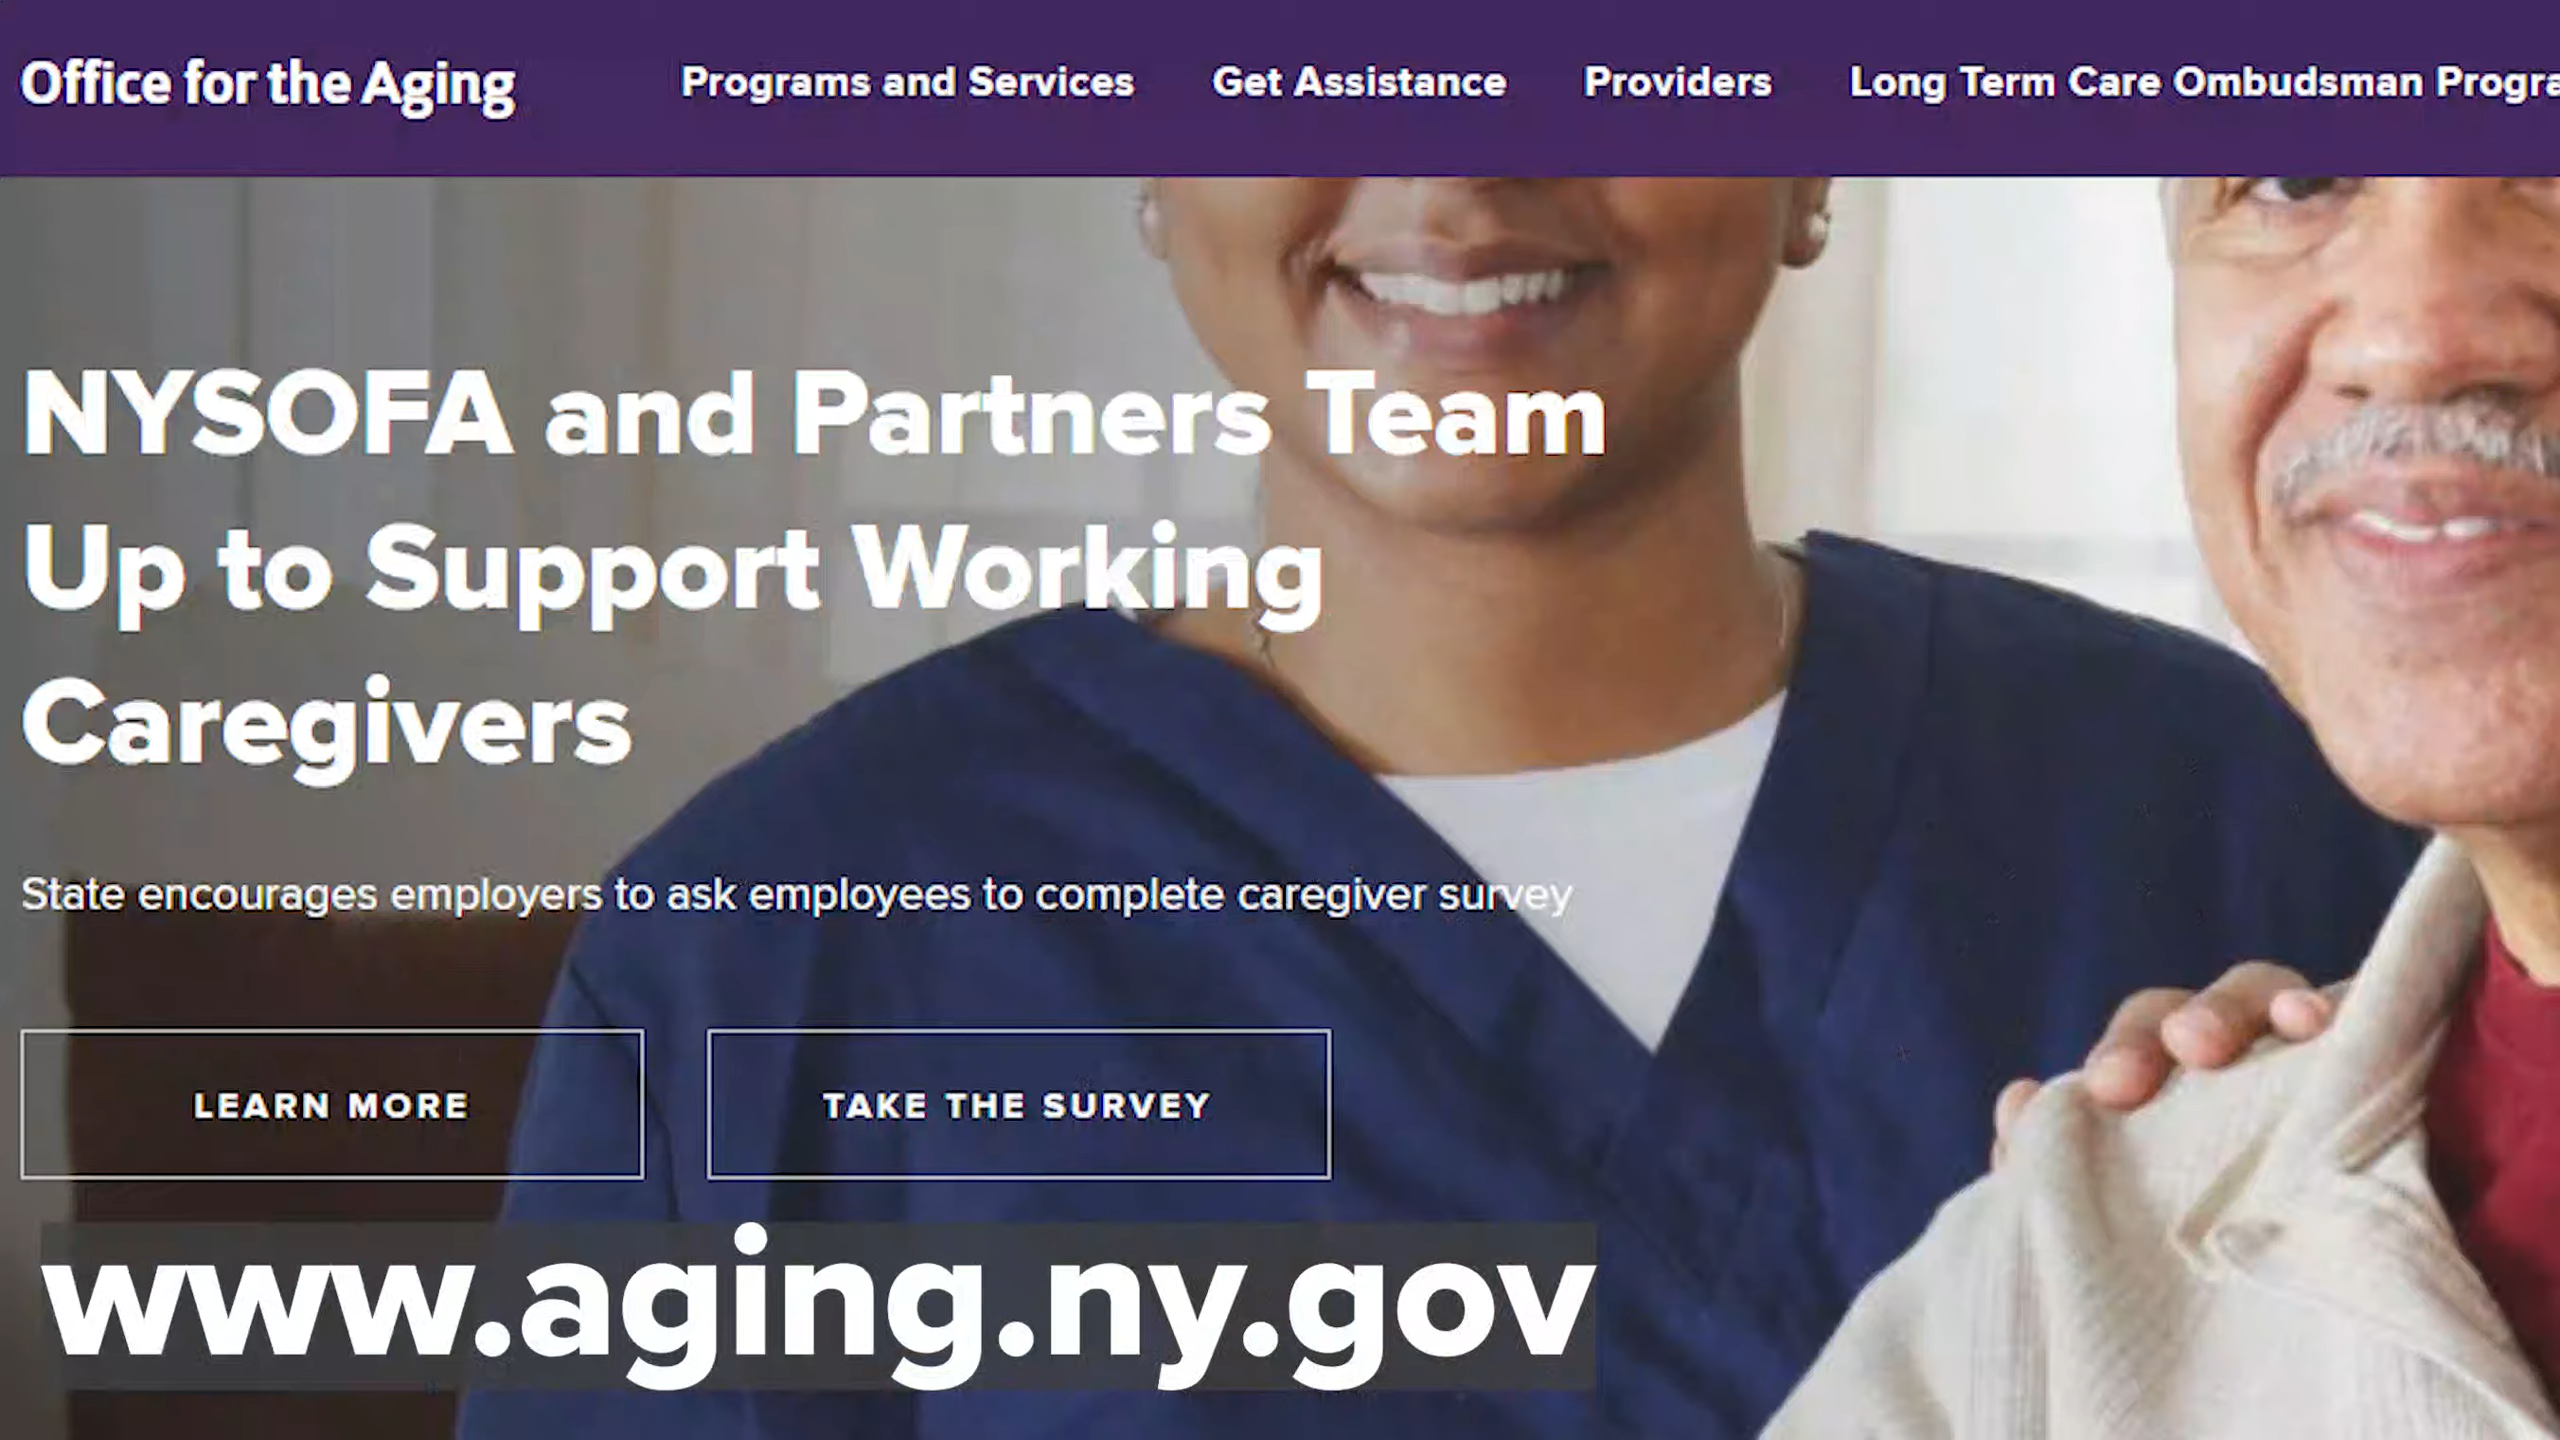 Office for the Aging
Programs and Services
Get Assistance
Providers
Long Term Care Ombudsman Progra
NYSOFA and Partners Team
Up to Support Working
Caregivers
State encourages employers to ask employees to complete caregiver survey
LEARN MORE
TAKE THE SURVEY
www.aging.ny.gov